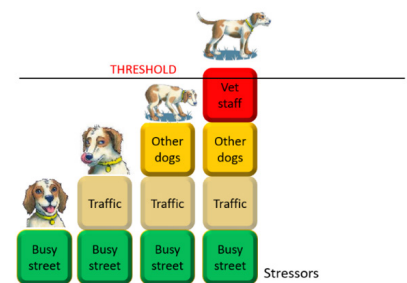 THRESHOLD
Vet
staff
Other
dogs
Other
dogs
Traffic
Traffic
Traffic
Busy
street
Busy
street
Busy
street
Busy
street
Stressors